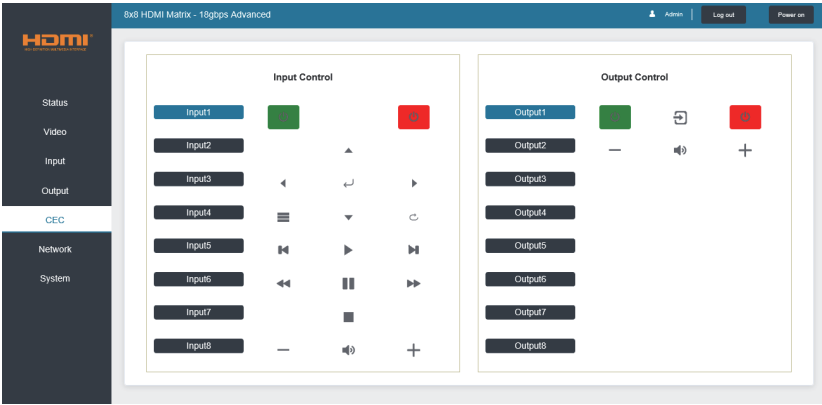 8x8 HDMI Matrix - 18gbps Advanced
Admin
Log out
Power on
HDMI
Status
Video
Input
Output
CEC
Network
System
Input Control
Input1
Input2
Input3
Input4
Input5
Input6
Input7
Input8
Output Control
Output1
Output2
Output3
Output4
Output5
Output6
Output7
Output8